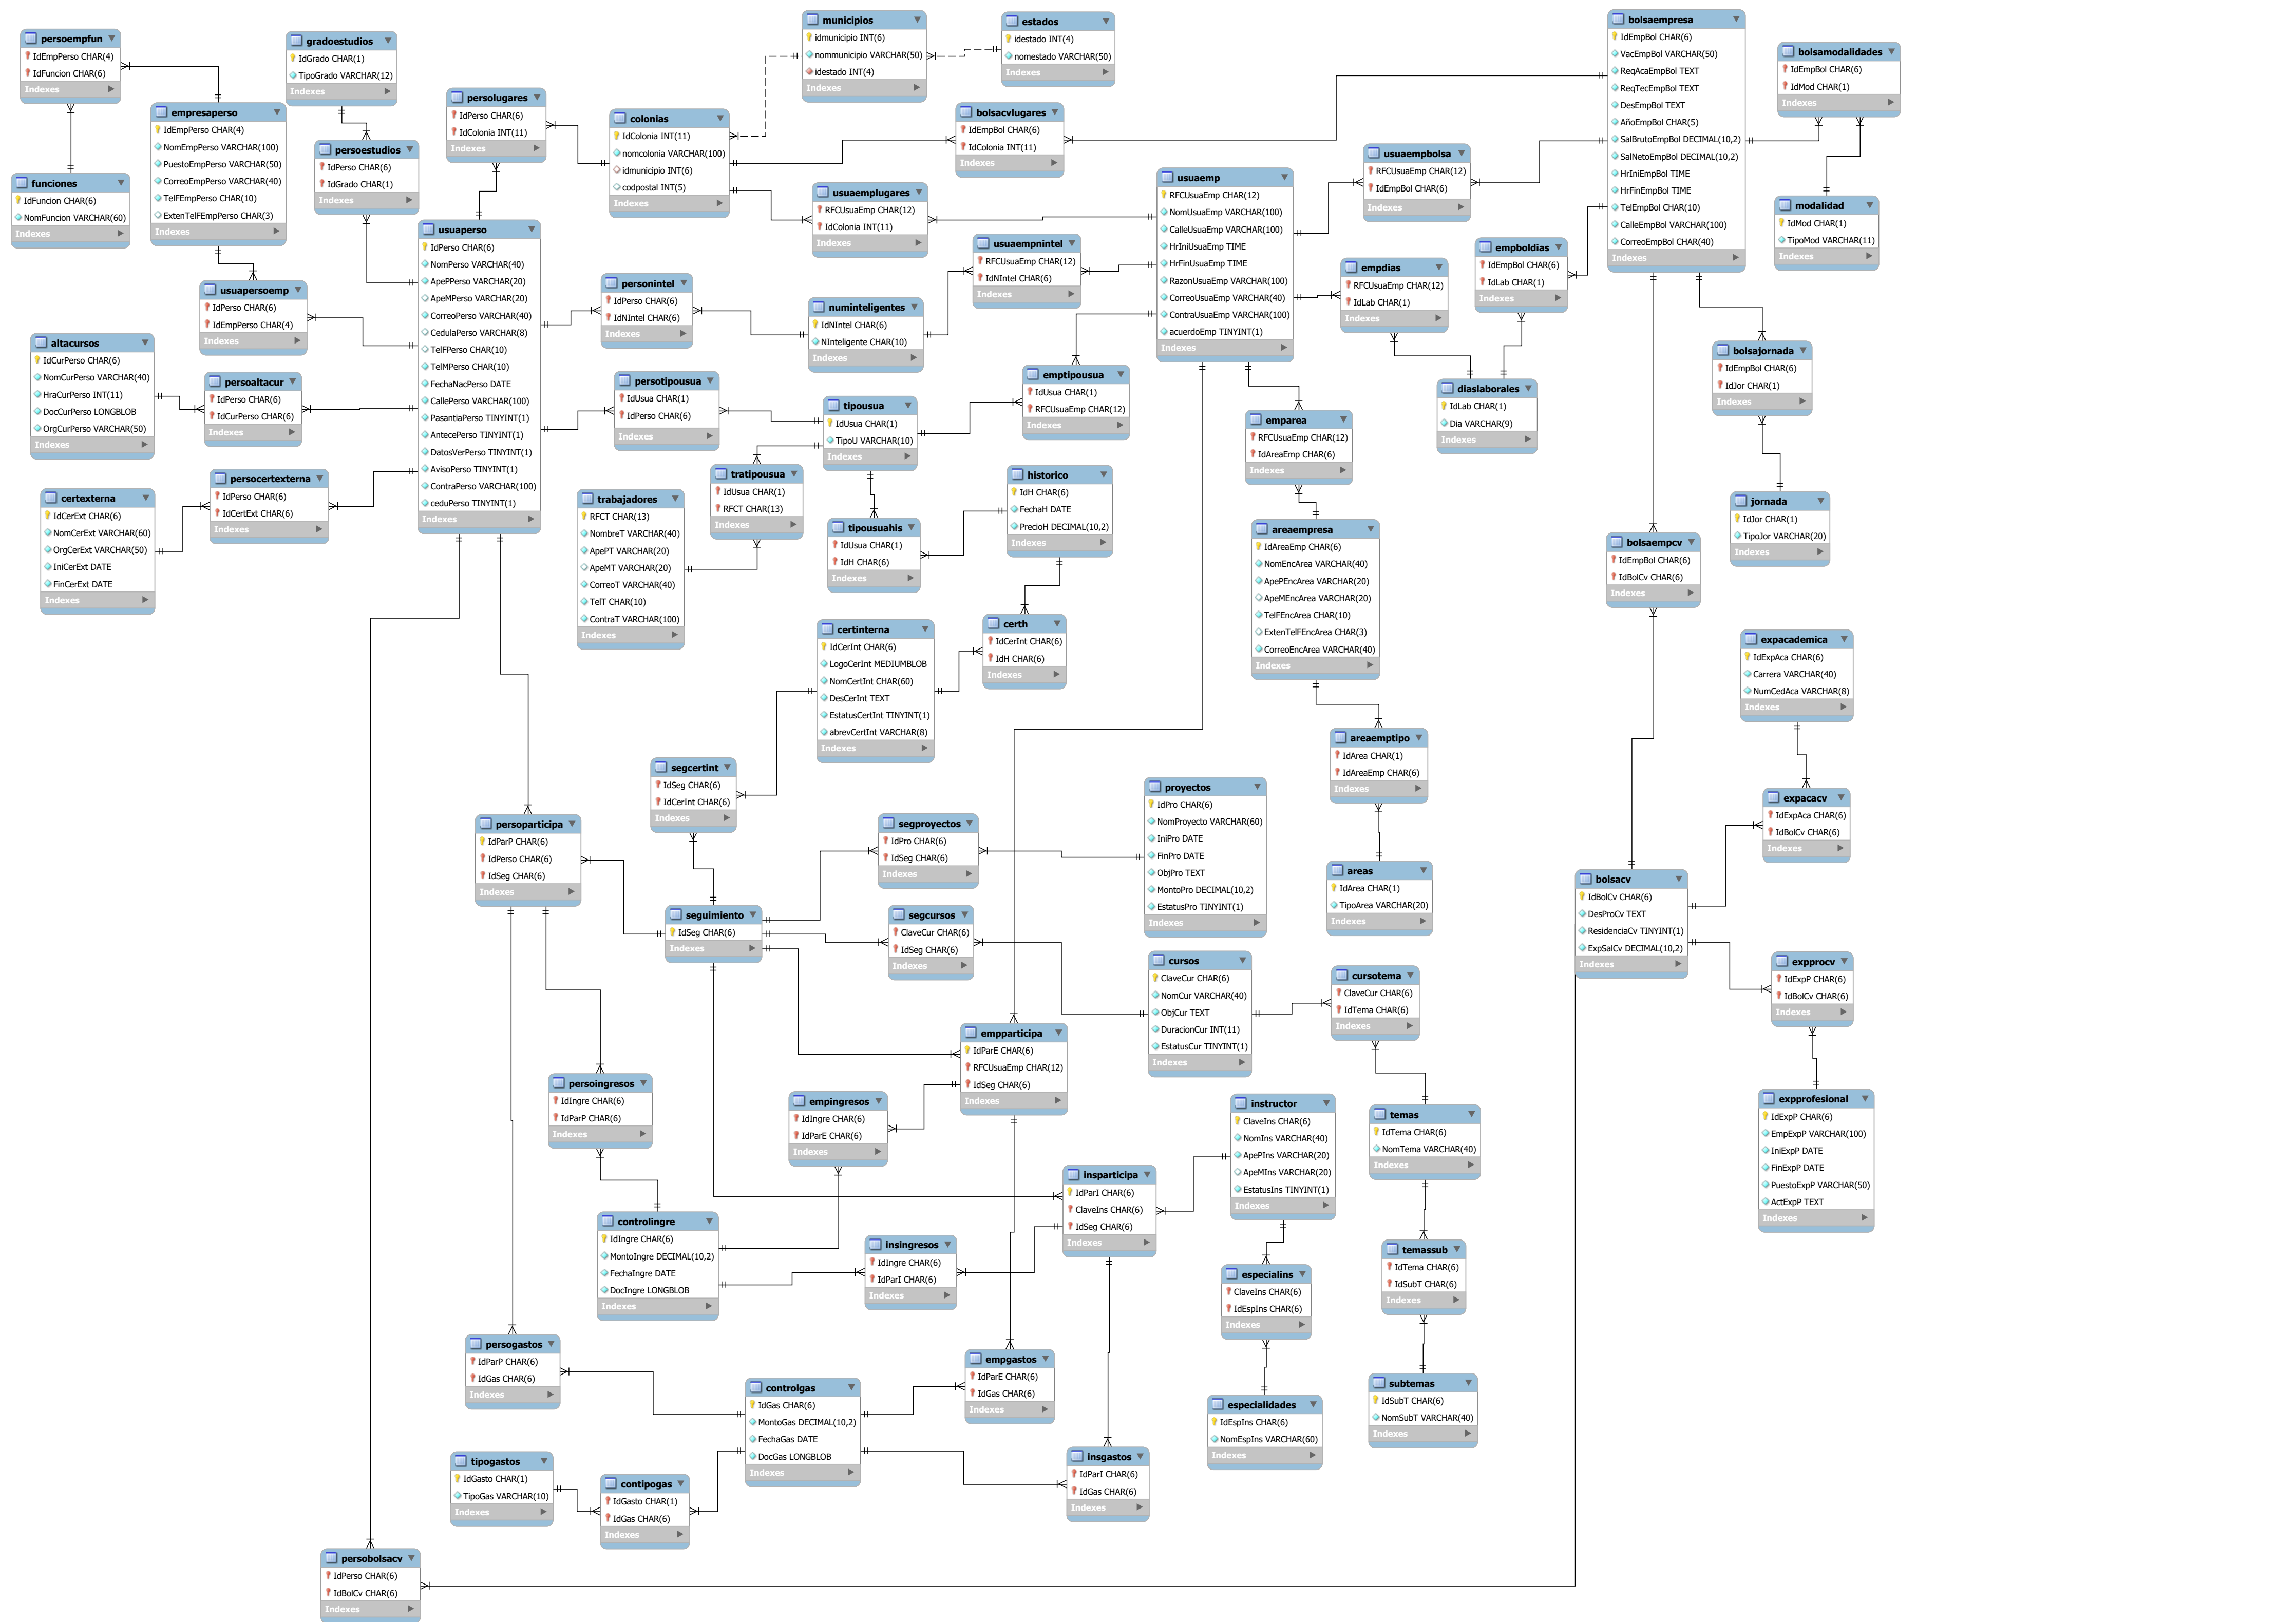 persoempfun
IdEmpPerso CHAR(4)
IdFuncion CHAR(6)
Indexes
funciones
IdFuncion CHAR(6)
NomFuncion VARCHAR(60)
Indexes
gradoestudios
IdGrado CHAR(1)
TipoGrado VARCHAR(12)
Indexes
empresaperso
IdEmpPerso CHAR(4)
NomEmpPerso VARCHAR(100)
PuestoEmpPerso VARCHAR(50)
CorreoEmpPerso VARCHAR(40)
TelFEmpPerso CHAR(10)
ExtenTelFEmpPerso CHAR(3)
Indexes
persoestudios
IdPerso CHAR(6)
IdGrado CHAR(1)
Indexes
persolugares
IdPerso CHAR(6)
IdColonia INT(11)
Indexes
colonias
IdColonia INT(11)
nomcolonia VARCHAR(100)
idmunicipio INT(6)
codpostal INT(5)
Indexes
municipios
idmunicipio INT(6)
nommunicipio VARCHAR(50)
idestado INT(4)
Indexes
estados
idestado INT(4)
nomestado VARCHAR(50)
Indexes
bolsacvlugares
IdEmpBol CHAR(6)
IdColonia INT(11)
Indexes
usuaemplugares
RFCUsuaEmp CHAR(12)
IdColonia INT(11)
Indexes
usuaempnintel
RFCUsuaEmp CHAR(12)
IdNIntel CHAR(6)
Indexes
usuaemp
RFCUsuaEmp CHAR(12)
NomUsuaEmp VARCHAR(100)
CalleUsuaEmp VARCHAR(100)
HrIniUsuaEmp TIME
HrFinUsuaEmp TIME
RazonUsuaEmp VARCHAR(100)
CorreoUsuaEmp VARCHAR(40)
ContraUsuaEmp VARCHAR(100)
acuerdoEmp TINYINT(1)
Indexes
usuaempbolsa
RFCUsuaEmp CHAR(12)
IdEmpBol CHAR(6)
Indexes
bolsaempresa
IdEmpBol CHAR(6)
VacEmpBol VARCHAR(50)
ReqAcaEmpBol TEXT
ReqTecEmpBol TEXT
DesEmpBol TEXT
AñoEmpBol CHAR(5)
SalBrutoEmpBol DECIMAL(10,2)
SalNetoEmpBol DECIMAL(10,2)
HrIniEmpBol TIME
HrFinEmpBol TIME
TelEmpBol CHAR(10)
CalleEmpBol VARCHAR(100)
CorreoEmpBol CHAR(40)
Indexes
bolsamodalidades
IdEmpBol CHAR(6)
IdMod CHAR(1)
Indexes
modalidad
IdMod CHAR(1)
TipoMod VARCHAR(11)
Indexes
empboldias
IdEmpBol CHAR(6)
IdLab CHAR(1)
Indexes
empdias
RFCUsuaEmp CHAR(12)
IdLab CHAR(1)
Indexes
diaslaborales
IdLab CHAR(1)
Dia VARCHAR(9)
Indexes
bolsajornada
IdEmpBol CHAR(6)
IdJor CHAR(1)
Indexes
jornada
IdJor CHAR(1)
TipoJor VARCHAR(20)
Indexes
usuaperso
IdPerso CHAR(6)
NomPerso VARCHAR(40)
ApePPerso VARCHAR(20)
ApeMPerso VARCHAR(20)
CorreoPerso VARCHAR(40)
CedulaPerso VARCHAR(8)
TelFPerso CHAR(10)
TelMPerso CHAR(10)
FechaNacPerso DATE
CallePerso VARCHAR(100)
PasantiaPerso TINYINT(1)
AntecePerso TINYINT(1)
DatosVerPerso TINYINT(1)
AvisoPerso TINYINT(1)
ContraPerso VARCHAR(100)
ceduPerso TINYINT(1)
Indexes
usuapersoemp
IdPerso CHAR(6)
IdEmpPerso CHAR(4)
Indexes
altacursos
IdCurPerso CHAR(6)
NomCurPerso VARCHAR(40)
HraCurPerso INT(11)
DocCurPerso LONGBLOB
OrgCurPerso VARCHAR(50)
Indexes
persoaltacur
IdPerso CHAR(6)
IdCurPerso CHAR(6)
Indexes
persocertexterna
IdPerso CHAR(6)
IdCertExt CHAR(6)
Indexes
certexterna
IdCerExt CHAR(6)
NomCerExt VARCHAR(60)
OrgCerExt VARCHAR(50)
IniCerExt DATE
FinCerExt DATE
Indexes
personintel
IdPerso CHAR(6)
IdNIntel CHAR(6)
Indexes
numinteligentes
IdNIntel CHAR(6)
NInteligente CHAR(10)
Indexes
persotipousua
IdUsua CHAR(1)
IdPerso CHAR(6)
Indexes
tipousua
IdUsua CHAR(1)
TipoU VARCHAR(10)
Indexes
emptipousua
IdUsua CHAR(1)
RFCUsuaEmp CHAR(12)
Indexes
tratipousua
IdUsua CHAR(1)
RFCT CHAR(13)
Indexes
trabajadores
RFCT CHAR(13)
NombreT VARCHAR(40)
ApePT VARCHAR(20)
ApeMT VARCHAR(20)
CorreoT VARCHAR(40)
TelT CHAR(10)
ContraT VARCHAR(100)
Indexes
tipousuahis
IdUsua CHAR(1)
IdH CHAR(6)
Indexes
historico
IdH CHAR(6)
FechaH DATE
PrecioH DECIMAL(10,2)
Indexes
emparea
RFCUsuaEmp CHAR(12)
IdAreaEmp CHAR(6)
Indexes
areaempresa
IdAreaEmp CHAR(6)
NomEncArea VARCHAR(40)
ApePEncArea VARCHAR(20)
ApeMEncArea VARCHAR(20)
TelFEncArea CHAR(10)
ExtenTelFEncArea CHAR(3)
CorreoEncArea VARCHAR(40)
Indexes
bolsaempcv
IdEmpBol CHAR(6)
IdBolCv CHAR(6)
Indexes
certinterna
IdCerInt CHAR(6)
LogoCerInt MEDIUMBLOB
NomCertInt CHAR(60)
DesCerInt TEXT
EstatusCertInt TINYINT(1)
abrevCertInt VARCHAR(8)
Indexes
certh
IdCerInt CHAR(6)
IdH CHAR(6)
Indexes
expacademica
IdExpAca CHAR(6)
Carrera VARCHAR(40)
NumCedAca VARCHAR(8)
Indexes
areaemptipo
IdArea CHAR(1)
IdAreaEmp CHAR(6)
Indexes
areas
IdArea CHAR(1)
TipoArea VARCHAR(20)
Indexes
expacacv
IdExpAca CHAR(6)
IdBolCv CHAR(6)
Indexes
segcertint
IdSeg CHAR(6)
IdCerInt CHAR(6)
Indexes
persoparticipa
IdParP CHAR(6)
IdPerso CHAR(6)
IdSeg CHAR(6)
Indexes
segproyectos
IdPro CHAR(6)
IdSeg CHAR(6)
Indexes
proyectos
IdPro CHAR(6)
NomProyecto VARCHAR(60)
IniPro DATE
FinPro DATE
ObjPro TEXT
MontoPro DECIMAL(10,2)
EstatusPro TINYINT(1)
Indexes
seguimiento
IdSeg CHAR(6)
Indexes
segcursos
ClaveCur CHAR(6)
IdSeg CHAR(6)
Indexes
bolsacv
IdBolCv CHAR(6)
DesProCv TEXT
ResidenciaCv TINYINT(1)
ExpSalCv DECIMAL(10,2)
Indexes
cursos
ClaveCur CHAR(6)
NomCur VARCHAR(40)
ObjCur TEXT
DuracionCur INT(11)
EstatusCur TINYINT(1)
Indexes
cursotema
ClaveCur CHAR(6)
IdTema CHAR(6)
Indexes
expprocv
IdExpP CHAR(6)
IdBolCv CHAR(6)
Indexes
empparticipa
IdParE CHAR(6)
RFCUsuaEmp CHAR(12)
IdSeg CHAR(6)
Indexes
persoingresos
IdIngre CHAR(6)
IdParP CHAR(6)
Indexes
empingresos
IdIngre CHAR(6)
IdParE CHAR(6)
Indexes
instructor
ClaveIns CHAR(6)
NomIns VARCHAR(40)
ApePIns VARCHAR(20)
ApeMIns VARCHAR(20)
EstatusIns TINYINT(1)
Indexes
temas
IdTema CHAR(6)
NomTema VARCHAR(40)
Indexes
expprofesional
IdExpP CHAR(6)
EmpExpP VARCHAR(100)
IniExpP DATE
FinExpP DATE
PuestoExpP VARCHAR(50)
ActExpP TEXT
Indexes
insparticipa
IdParI CHAR(6)
ClaveIns CHAR(6)
IdSeg CHAR(6)
Indexes
controlingre
IdIngre CHAR(6)
MontoIngre DECIMAL(10,2)
FechaIngre DATE
DocIngre LONGBLOB
Indexes
insingresos
IdIngre CHAR(6)
IdParI CHAR(6)
Indexes
especialins
ClaveIns CHAR(6)
IdEspIns CHAR(6)
Indexes
temassub
IdTema CHAR(6)
IdSubT CHAR(6)
Indexes
persogastos
IdParP CHAR(6)
IdGas CHAR(6)
Indexes
controlgas
IdGas CHAR(6)
MontoGas DECIMAL(10,2)
FechaGas DATE
DocGas LONGBLOB
Indexes
empgastos
IdParE CHAR(6)
IdGas CHAR(6)
Indexes
especialidades
IdEspIns CHAR(6)
NomEspIns VARCHAR(60)
Indexes
subtemas
IdSubT CHAR(6)
NomSubT VARCHAR(40)
Indexes
tipogastos
IdGasto CHAR(1)
TipoGas VARCHAR(10)
Indexes
contipogas
IdGasto CHAR(1)
IdGas CHAR(6)
Indexes
insgastos
IdParI CHAR(6)
IdGas CHAR(6)
Indexes
persobolsacv
IdPerso CHAR(6)
IdBolCv CHAR(6)
Indexes